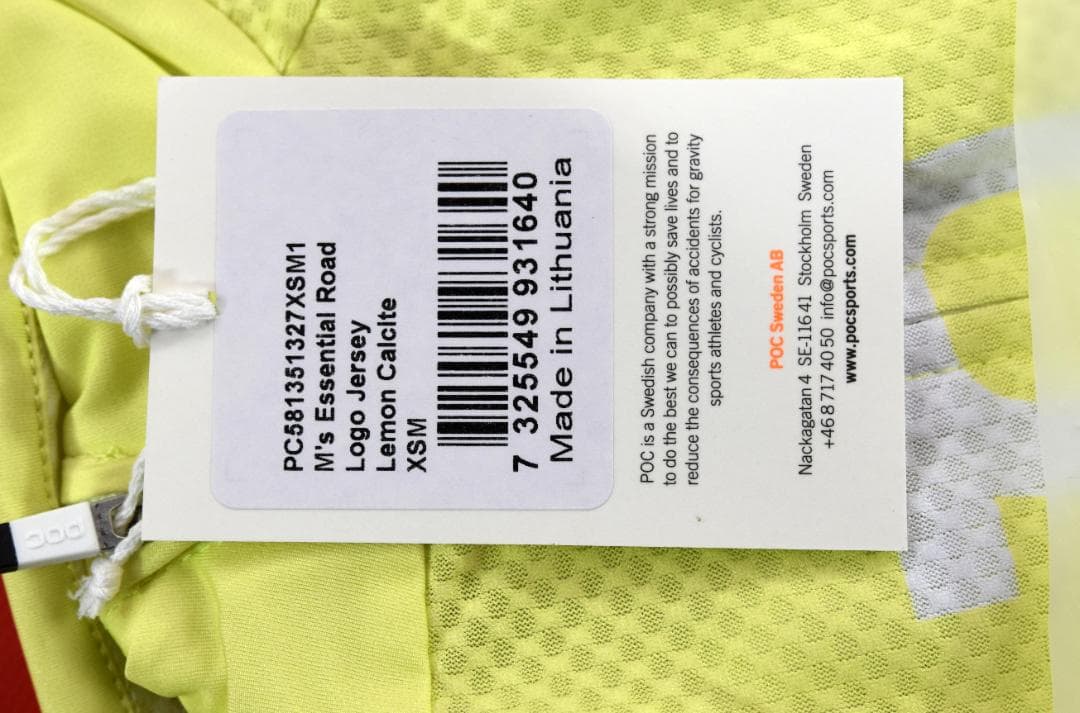 PC581351327XSM1
M's Essential Road
Logo Jersey
Lemon Calcite
XSM
7 325549 931640
Made in Lithuania
POC is a Swedish company with a strong mission
to do the best we can to possibly save lives and to
reduce the consequences of accidents for gravity
sports athletes and cyclists.
POC Sweden AB
Nackagatan 4 SE-116 41 Stockholm Sweden
+46 8 717 40 50 info@pocsports.com
www.pocsports.com
poc